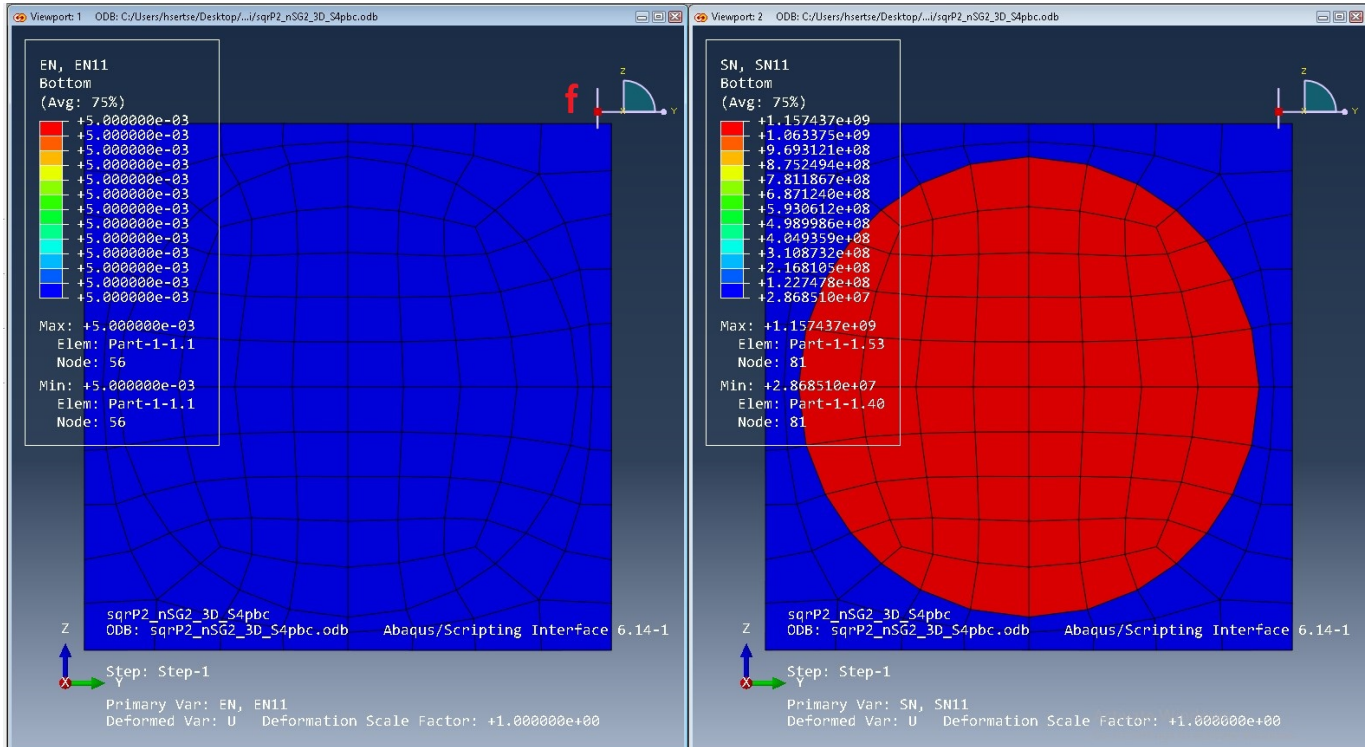 Viewport: 1 ODB: C:/Users/hsertse/Desktop/...i/sqrP2_nSG2_3D_S4pbc.odb
EN, EN11
Bottom
(Avg: 75%)
+5.000000e-03
+5.000000e-03
+5.000000e-03
+5.000000e-03
+5.000000e-03
+5.000000e-03
+5.000000e-03
+5.000000e-03
+5.000000e-03
+5.000000e-03
+5.000000e-03
+5.000000e-03
+5.000000e-03
Max: +5.000000e-03
Elem: Part-1-1.1
Node: 56
Min: +5.000000e-03
Elem: Part-1-1.1
Node: 56
f
Z
X
Y
sqrP2_nSG2_3D_S4pbc
ODB: sqrP2_nSG2_3D_S4pbc.odb Abaqus/Scripting Interface 6.14-1
Z
X
Y
Step: Step-1
Primary Var: EN, EN11
Deformed Var: U Deformation Scale Factor: +1.000000e+00
Viewport: 2 ODB: C:/Users/hsertse/Desktop/...i/sqrP2_nSG2_3D_S4pbc.odb
SN, SN11
Bottom
(Avg: 75%)
+1.157437e+09
+1.063375e+09
+9.693121e+08
+8.752494e+08
+7.811867e+08
+6.871240e+08
+5.930612e+08
+4.989986e+08
+4.049359e+08
+3.108732e+08
+2.168105e+08
+1.227478e+08
+2.868510e+07
Max: +1.157437e+09
Elem: Part-1-1.53
Node: 81
Min: +2.868510e+07
Elem: Part-1-1.40
Node: 81
Z
X
Y
sqrP2_nSG2_3D_S4pbc
ODB: sqrP2_nSG2_3D_S4pbc.odb Abaqus/Scripting Interface 6.14-1
Z
X
Y
Step: Step-1
Primary Var: SN, SN11
Deformed Var: U Deformation Scale Factor: +1.000000e+00